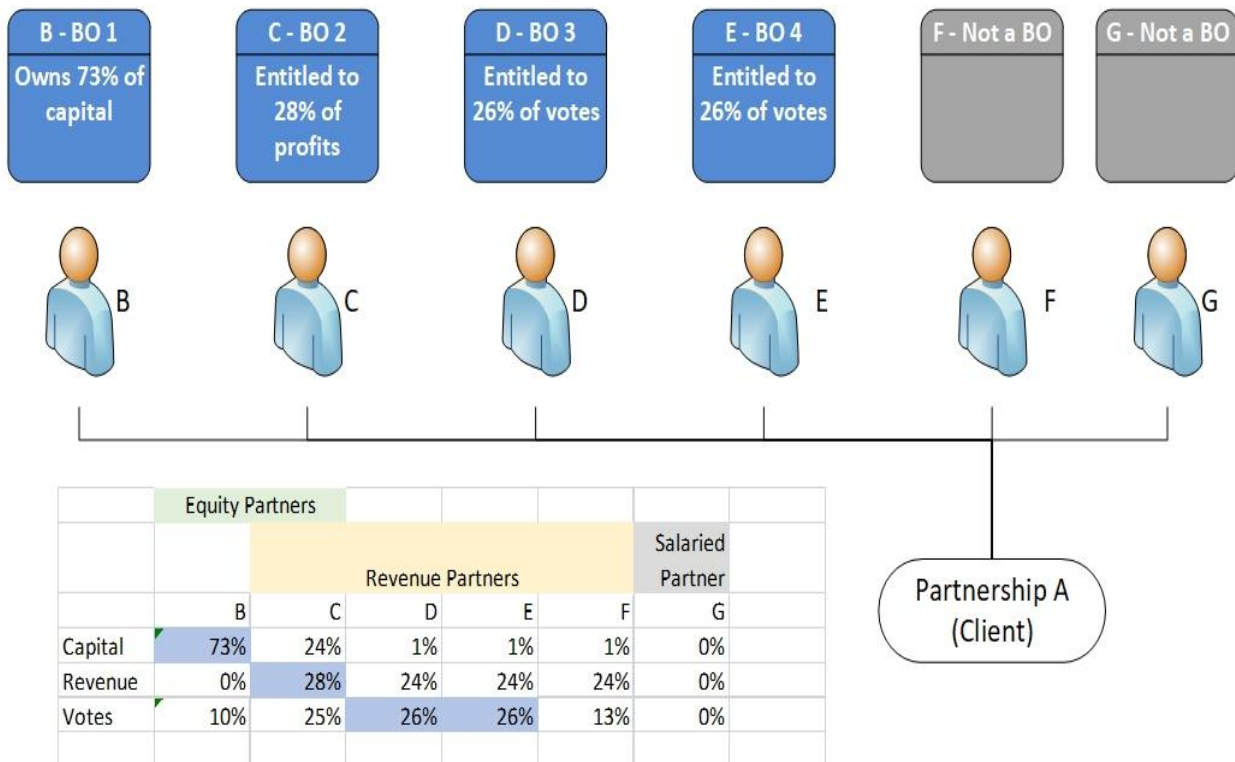 B - BO 1
Owns 73% of
capital
C - BO 2
Entitled to
28% of
profits
D - BO 3
Entitled to
26% of votes
E - BO 4
Entitled to
26% of votes
F - Not a BO
G - Not a BO
B C D E F G
Equity Partners
Salaried
Revenue Partners Partner
B C D E F G
Capital 73% 24% 1% 1% 1% 0%
Revenue 0% 28% 24% 24% 24% 0%
Votes 10% 25% 26% 26% 13% 0%
Partnership A
(Client)